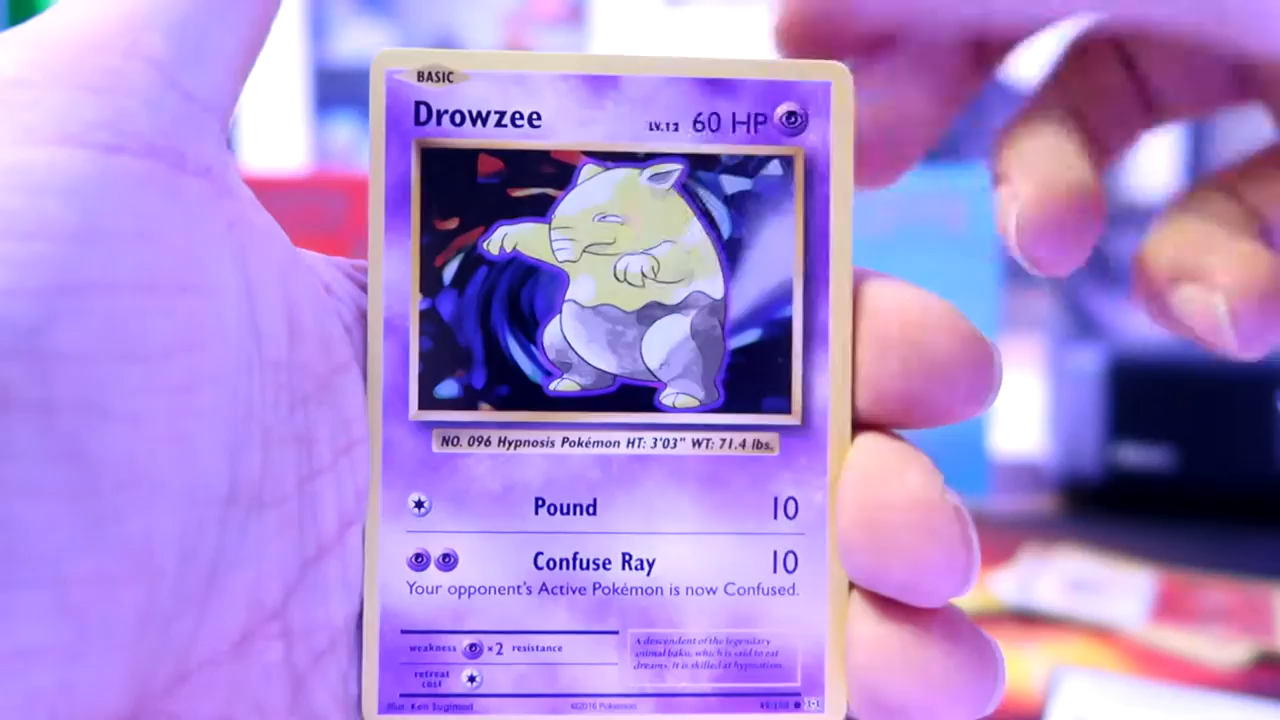 BASIC
Drowzee LV.12 60 HP
NO. 096 Hypnosis Pokémon HT: 3'03" WT: 71.4 lbs.
Pound 10
Confuse Ray 10
Your opponent's Active Pokémon is now Confused.
weakness ×2 resistance
retreat
cost
A descendent of the legendary
animal baku, which is said to eat
dreams. It is skilled at hypnotism.
Illus. Ken Sugimori ©2016 Pokémon 49/108